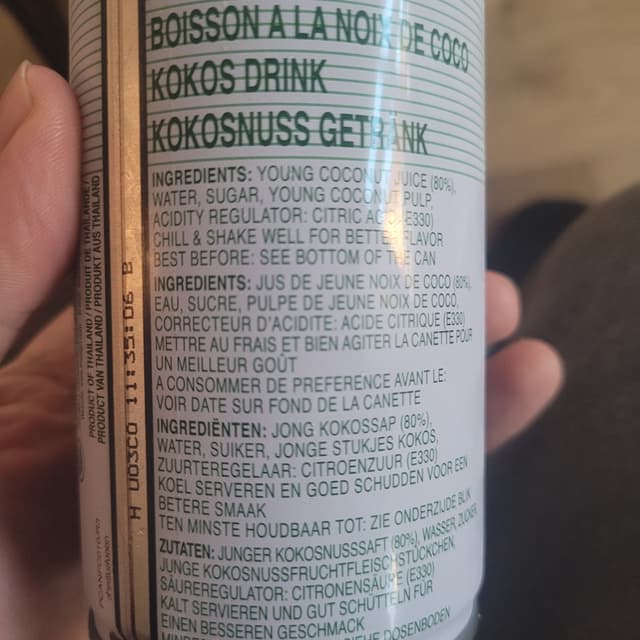 BOISSON A LA NOIX DE COCO
KOKOS DRINK
KOKOSNUSS GETRÄNK
INGREDIENTS: YOUNG COCONUT JUICE (80%),
WATER, SUGAR, YOUNG COCONUT PULP,
ACIDITY REGULATOR: CITRIC ACID (E330)
CHILL & SHAKE WELL FOR BETTER FLAVOR
BEST BEFORE: SEE BOTTOM OF THE CAN
INGREDIENTS: JUS DE JEUNE NOIX DE COCO (80%),
EAU, SUCRE, PULPE DE JEUNE NOIX DE COCO,
CORRECTEUR D'ACIDITE: ACIDE CITRIQUE (E330)
METTRE AU FRAIS ET BIEN AGITER LA CANETTE POUR
UN MEILLEUR GOÛT
A CONSOMMER DE PREFERENCE AVANT LE:
VOIR DATE SUR FOND DE LA CANETTE
INGREDIËNTEN: JONG KOKOSSAP (80%),
WATER, SUIKER, JONGE STUKJES KOKOS,
ZUURTEREGELAAR: CITROENZUUR (E330)
KOEL SERVEREN EN GOED SCHUDDEN VOOR EEN
BETERE SMAAK
TEN MINSTE HOUDBAAR TOT: ZIE ONDERZIJDE BLIK
ZUTATEN: JUNGER KOKOSNUSSSAFT (80%), WASSER, ZUCKER,
JUNGE KOKOSNUSSFRUCHTFLEISCHSTÜCKCHEN,
SÄUREREGULATOR: CITRONENSÄURE (E330)
KALT SERVIEREN UND GUT SCHÜTTELN FÜR
EINEN BESSEREN GESCHMACK
SIEHE DOSENBODEN
H UO3CO 11:35:06 B
PRODUCT OF THAILAND / PRODUIT DE THAILANDE
PRODUCT VAN THAILAND / PRODUKT AUS THAILAND